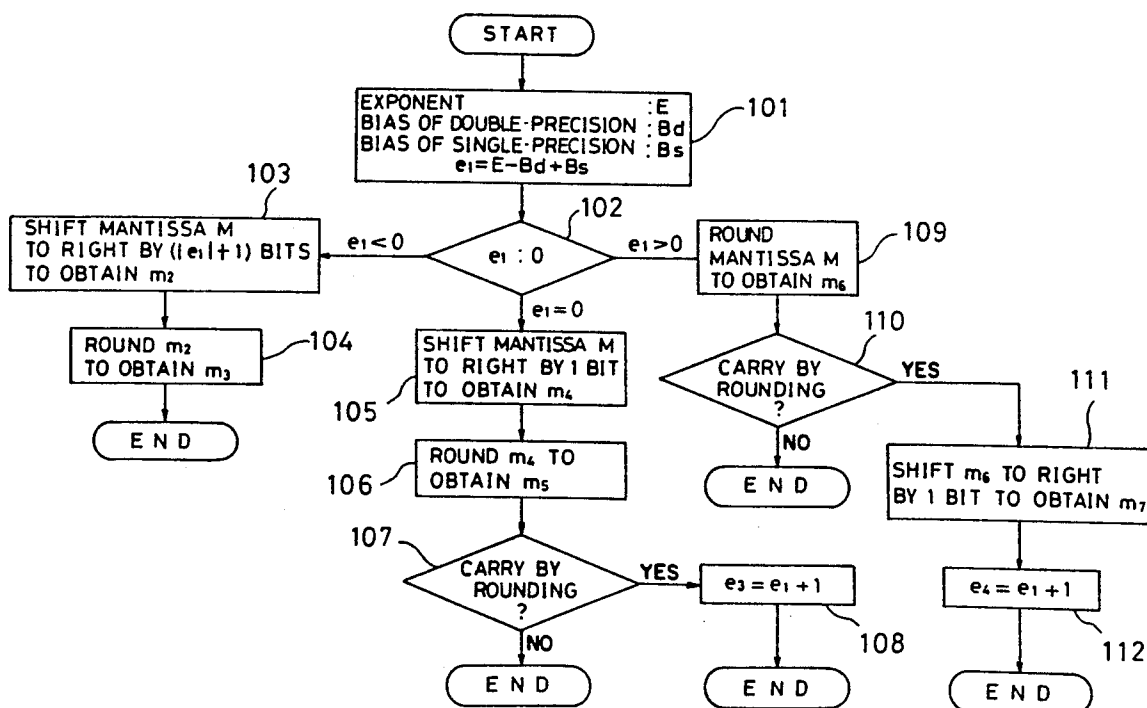 START
EXPONENT : E
BIAS OF DOUBLE-PRECISION : Bd
BIAS OF SINGLE-PRECISION : Bs
e₁=E-Bd+Bs
101
102
e₁ : 0
e₁<0
e₁=0
e₁>0
103
SHIFT MANTISSA M
TO RIGHT BY (|e₁|+1) BITS
TO OBTAIN m₂
104
ROUND m₂
TO OBTAIN m₃
END
105
SHIFT MANTISSA M
TO RIGHT BY 1 BIT
TO OBTAIN m₄
106
ROUND m₄ TO
OBTAIN m₅
107
CARRY BY
ROUNDING
?
YES
NO
END
e₃=e₁+1
108
END
109
ROUND
MANTISSA M
TO OBTAIN m₆
110
CARRY BY
ROUNDING
?
YES
NO
END
111
SHIFT m₆ TO RIGHT
BY 1 BIT TO OBTAIN m₇
e₄=e₁+1
112
END